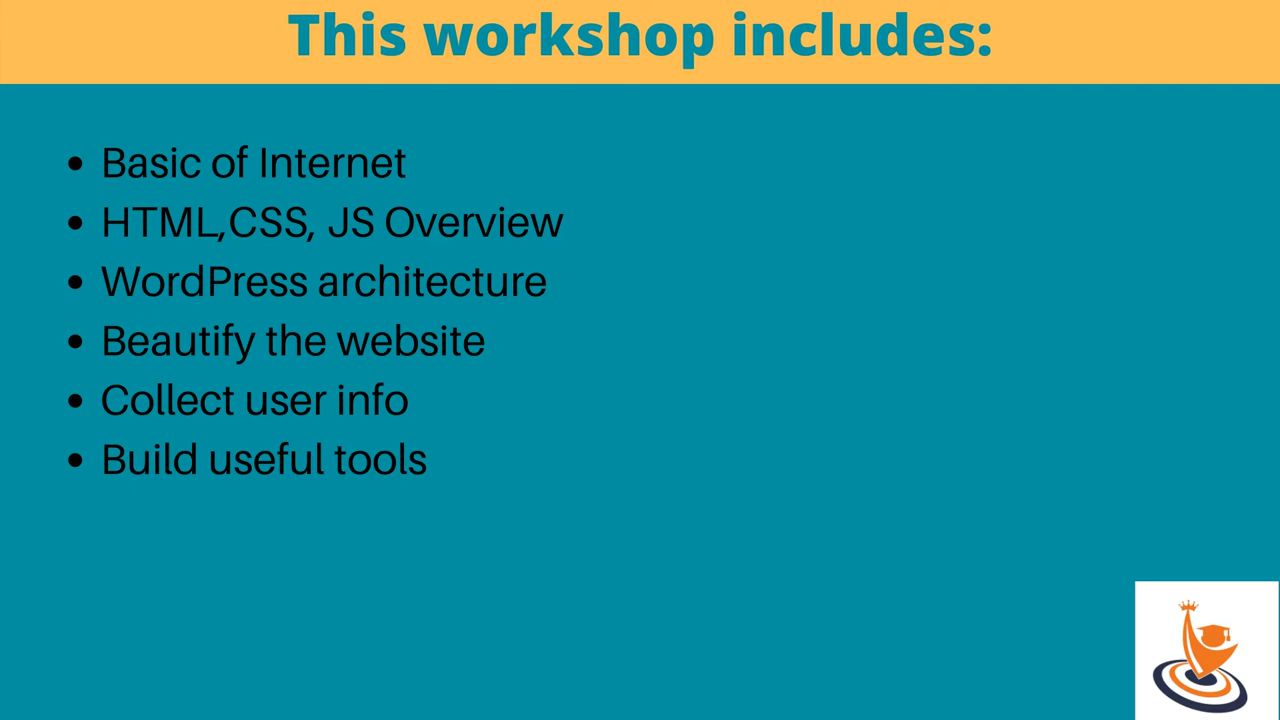 This workshop includes:
• Basic of Internet
• HTML,CSS, JS Overview
• WordPress architecture
• Beautify the website
• Collect user info
• Build useful tools